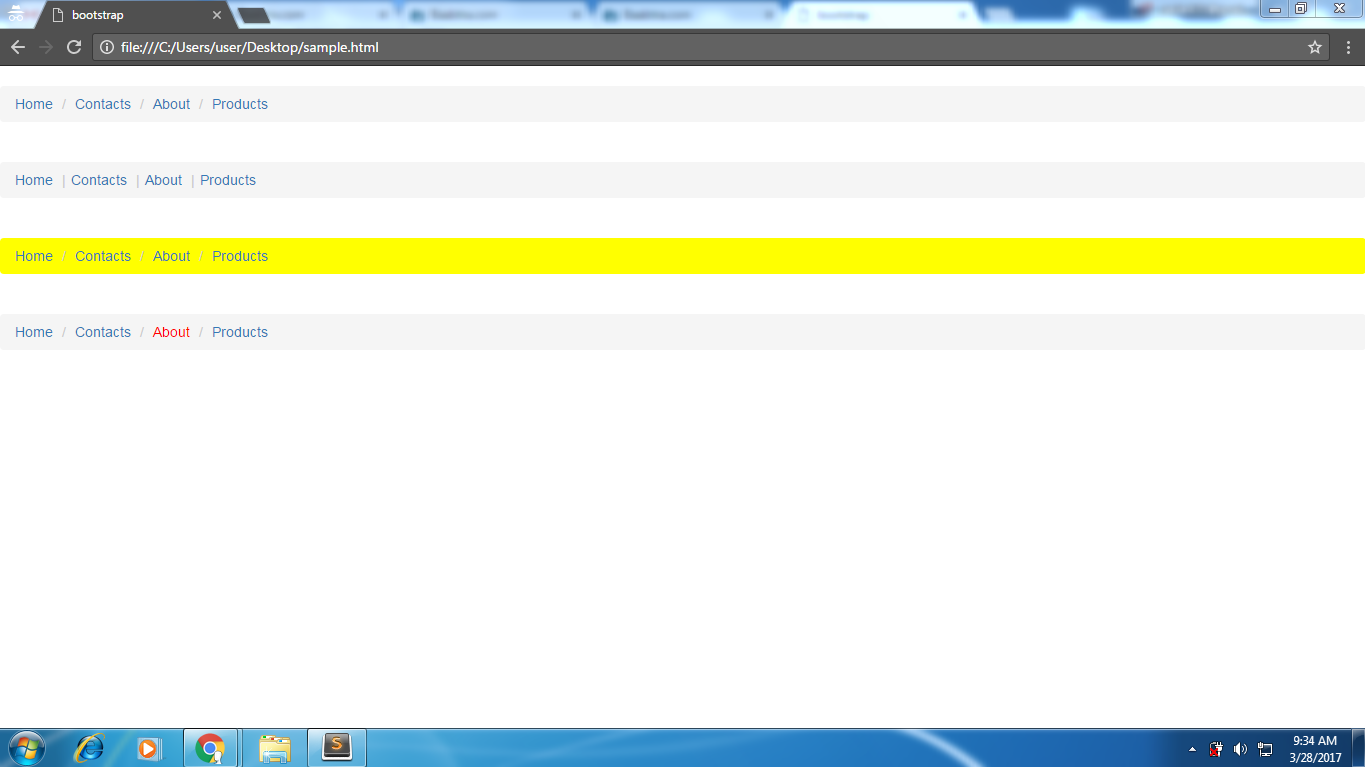 bootstrap
file:///C:/Users/user/Desktop/sample.html
Home / Contacts / About / Products
Home | Contacts | About | Products
Home / Contacts / About / Products
Home / Contacts / About / Products
S
9:34 AM
3/28/2017